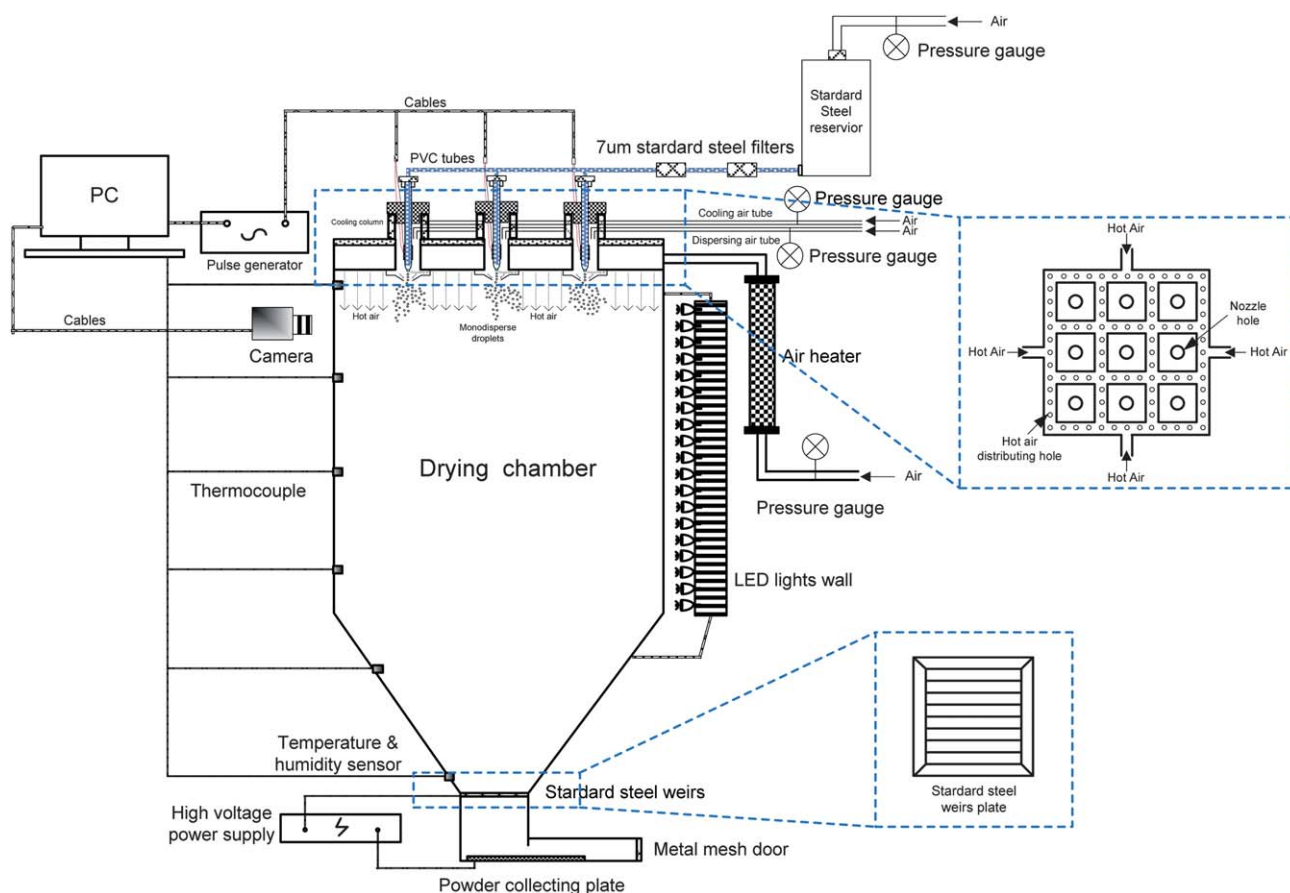 Air
Pressure gauge
Stardard
Steel
reservior
Cables
7um stardard steel filters
PVC tubes
PC
Pulse generator
Pressure gauge
Cooling column
Cooling air tube
Air
Dispersing air tube
Air
Pressure gauge
Hot air
Hot air
Monodisperse
droplets
Cables
Camera
Air heater
Hot Air
Nozzle
hole
Hot Air
Hot Air
Hot air
distributing hole
Hot Air
Drying chamber
Thermocouple
Air
Pressure gauge
LED lights wall
Temperature &
humidity sensor
Stardard steel weirs
Stardard steel
weirs plate
High voltage
power supply
Metal mesh door
Powder collecting plate